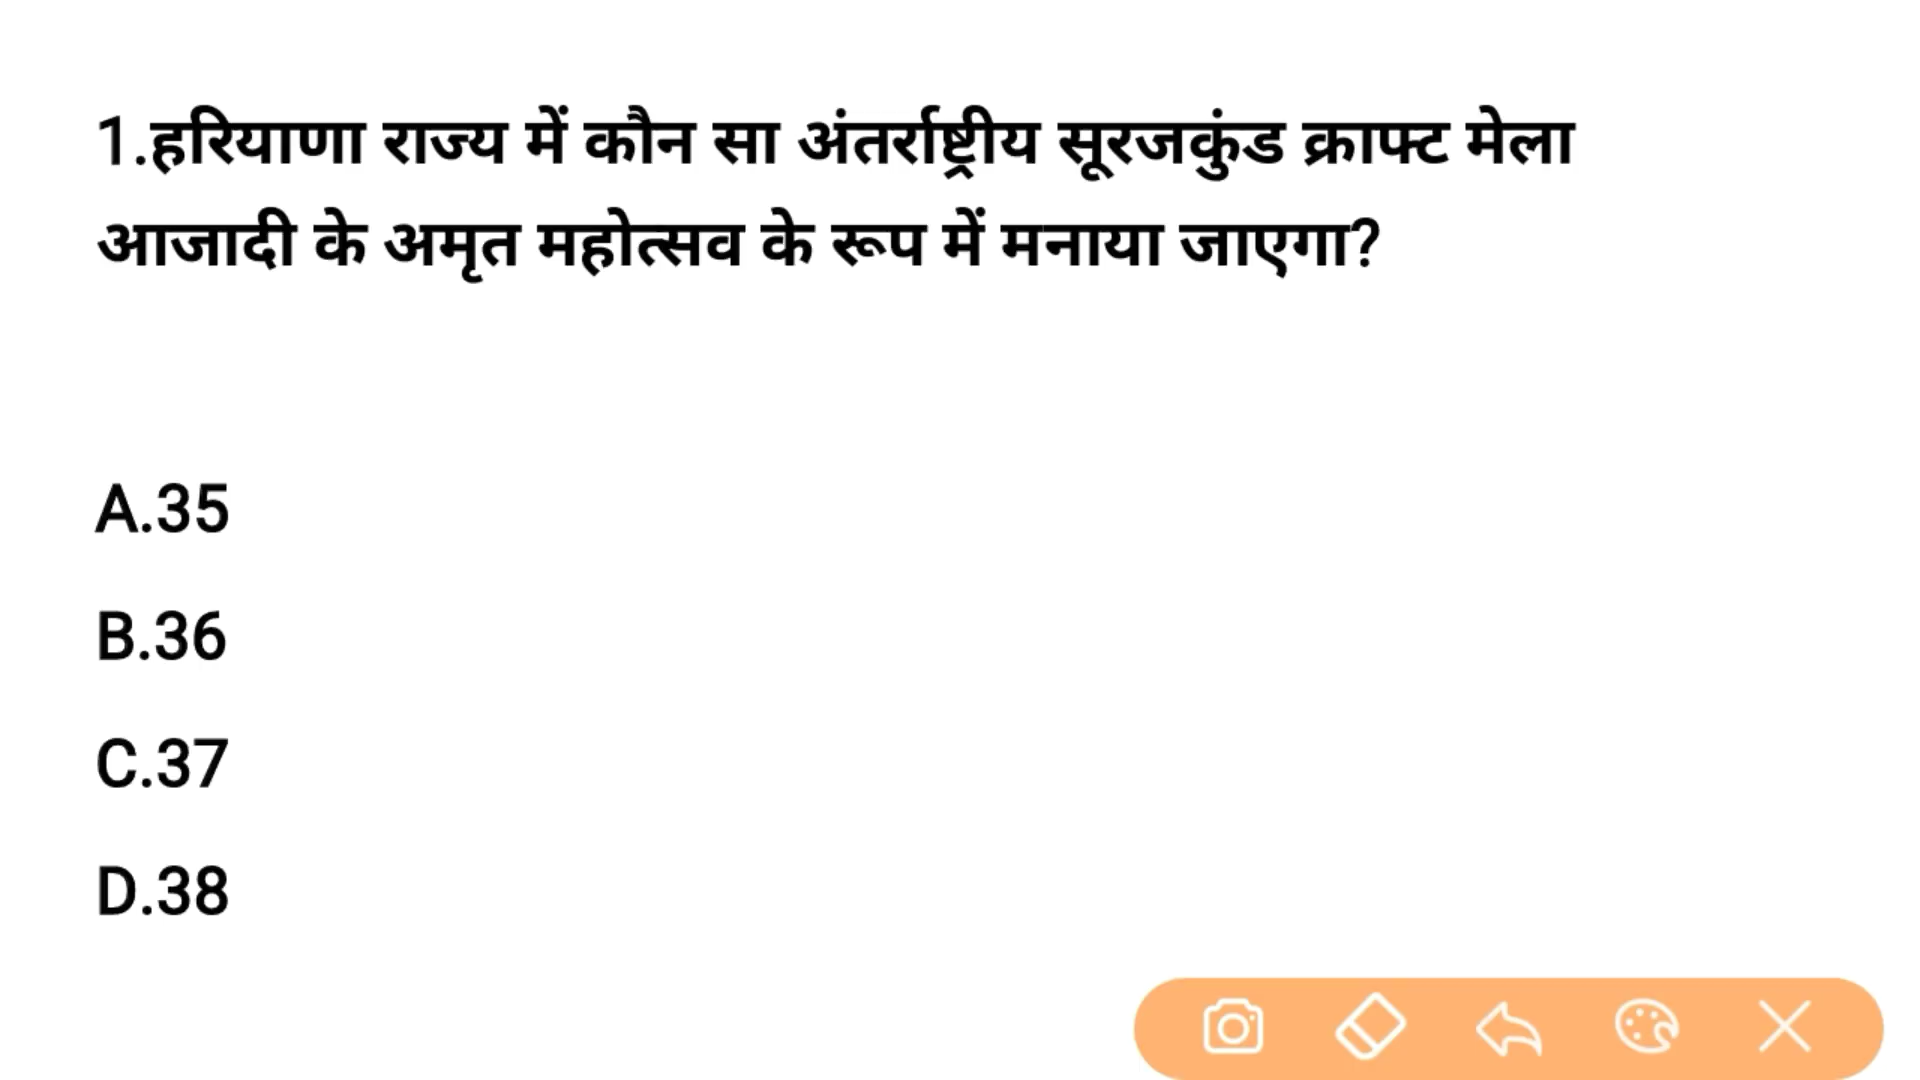 1.हरियाणा राज्य में कौन सा अंतर्राष्ट्रीय सूरजकुंड क्राफ्ट मेला
आजादी के अमृत महोत्सव के रूप में मनाया जाएगा?
A.35
B.36
C.37
D.38